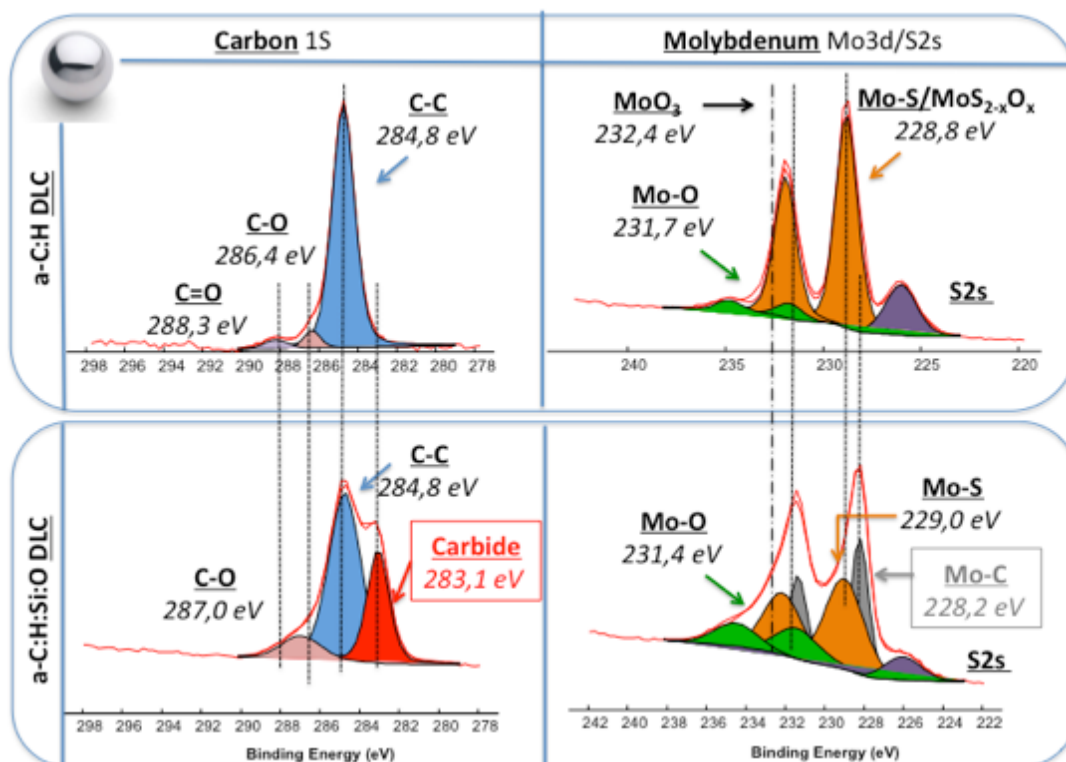 Carbon 1S
Molybdenum Mo3d/S2s
a-C:H DLC
C-C
284,8 eV
C-O
286,4 eV
C=O
288,3 eV
298 296 294 292 290 288 286 284 282 280 278
MoO3
232,4 eV
Mo-S/MoS2-xOx
228,8 eV
Mo-O
231,7 eV
S2s
240 235 230 225 220
a-C:H:Si:O DLC
C-C
284,8 eV
Carbide
283,1 eV
C-O
287,0 eV
298 296 294 292 290 288 286 284 282 280 278
Binding Energy (eV)
Mo-S
229,0 eV
Mo-O
231,4 eV
Mo-C
228,2 eV
S2s
242 240 238 236 234 232 230 228 226 224 222
Binding Energy (eV)